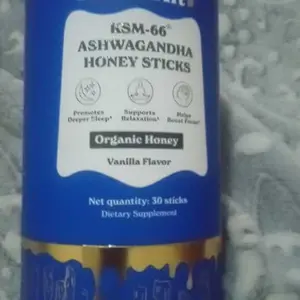 KSM-66®
ASHWAGANDHA
HONEY STICKS
Promotes Supports Helps
Deeper Sleep* Relaxation* Boost Focus*
Organic Honey
Vanilla Flavor
Net quantity: 30 sticks
Dietary Supplement